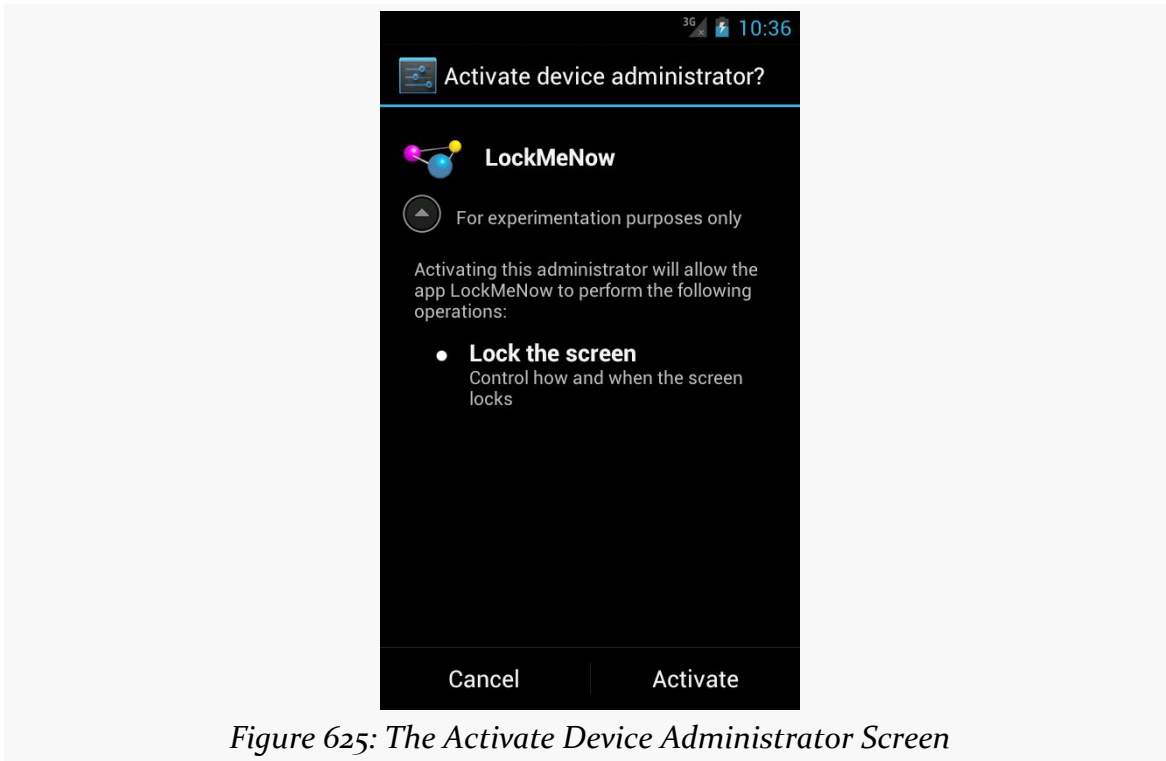 3G 10:36
Activate device administrator?
LockMeNow
For experimentation purposes only
Activating this administrator will allow the
app LockMeNow to perform the following
operations:
Lock the screen
Control how and when the screen
locks
Cancel Activate
Figure 625: The Activate Device Administrator Screen